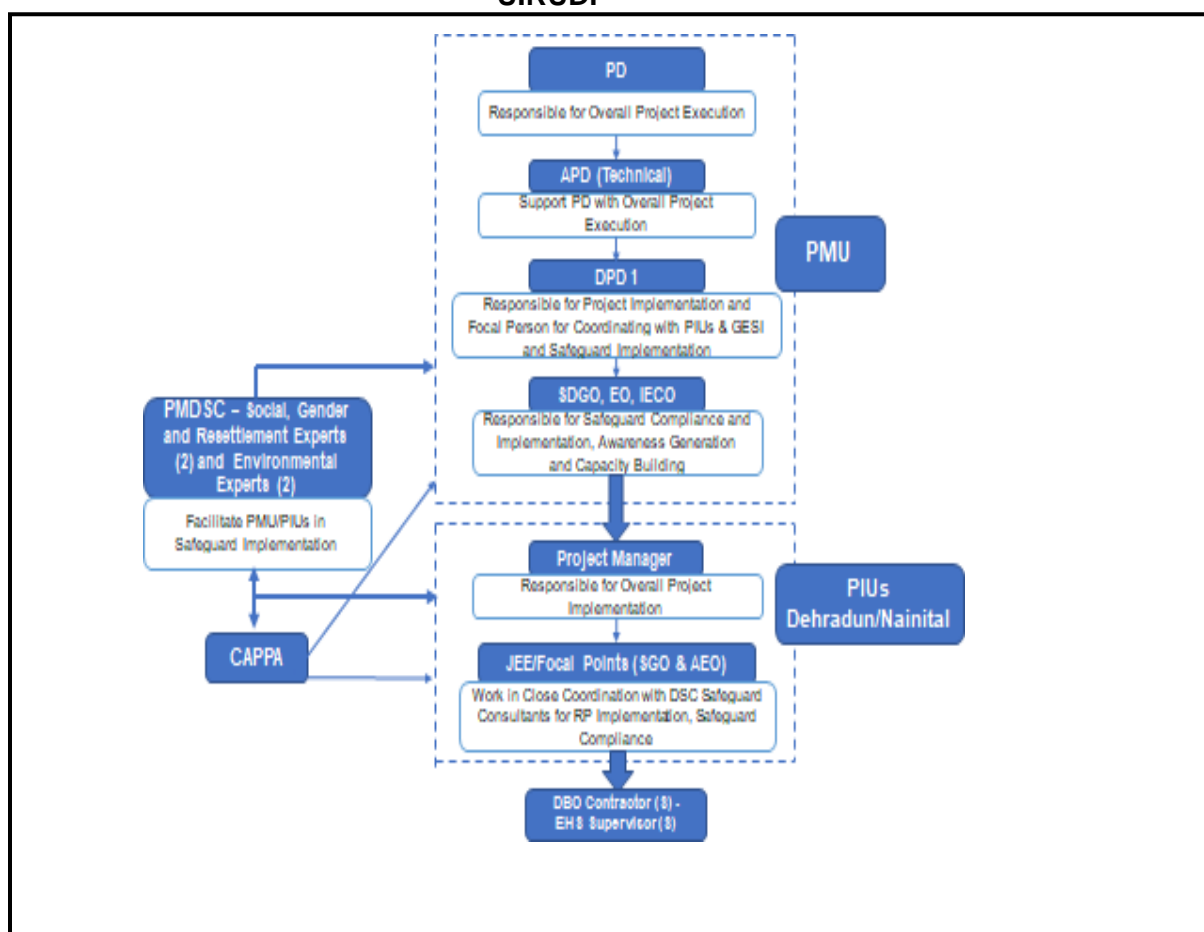 PD
Responsible for Overall Project Execution
APD (Technical)
Support PD with Overall Project
Execution
PMU
DPD 1
Responsible for Project Implementation and
Focal Person for Coordinating with PIUs & GESI
and Safeguard Implementation
SDGO, EO, IECO
Responsible for Safeguard Compliance and
Implementation, Awareness Generation
and Capacity Building
PMDSC – Social, Gender
and Resettlement Experts
(2) and Environmental
Experts (2)
Facilitate PMU/PIUs in
Safeguard Implementation
Project Manager
Responsible for Overall Project
Implementation
PIUs
Dehradun/Nainital
CAPPA
JEE/Focal Points (SGO & AEO)
Work in Close Coordination with DSC Safeguard
Consultants for RP Implementation, Safeguard
Compliance
DBO Contractor (S) -
EHS Supervisor (S)